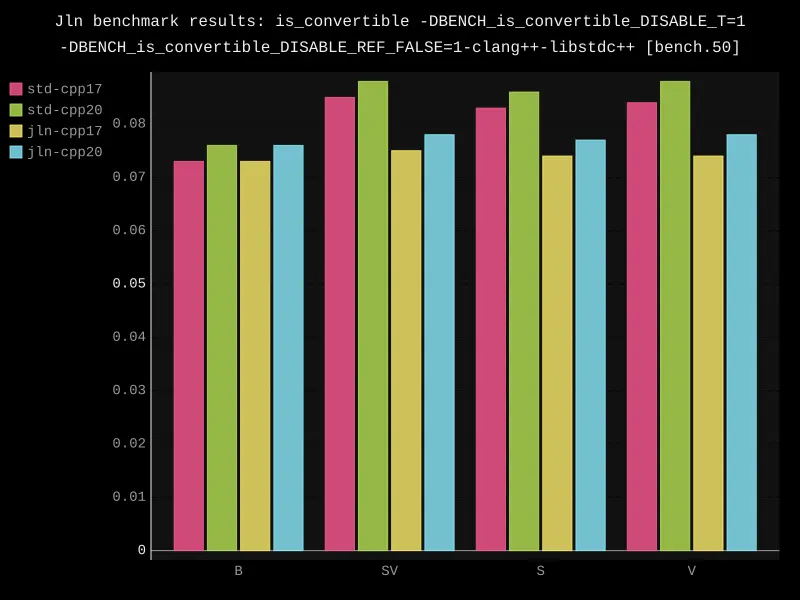 Jln benchmark results: is_convertible -DBENCH_is_convertible_DISABLE_T=1
-DBENCH_is_convertible_DISABLE_REF_FALSE=1-clang++-libstdc++ [bench.50]
std-cpp17
std-cpp20
jln-cpp17
jln-cpp20
0.08
0.07
0.06
0.05
0.04
0.03
0.02
0.01
0
B SV S V